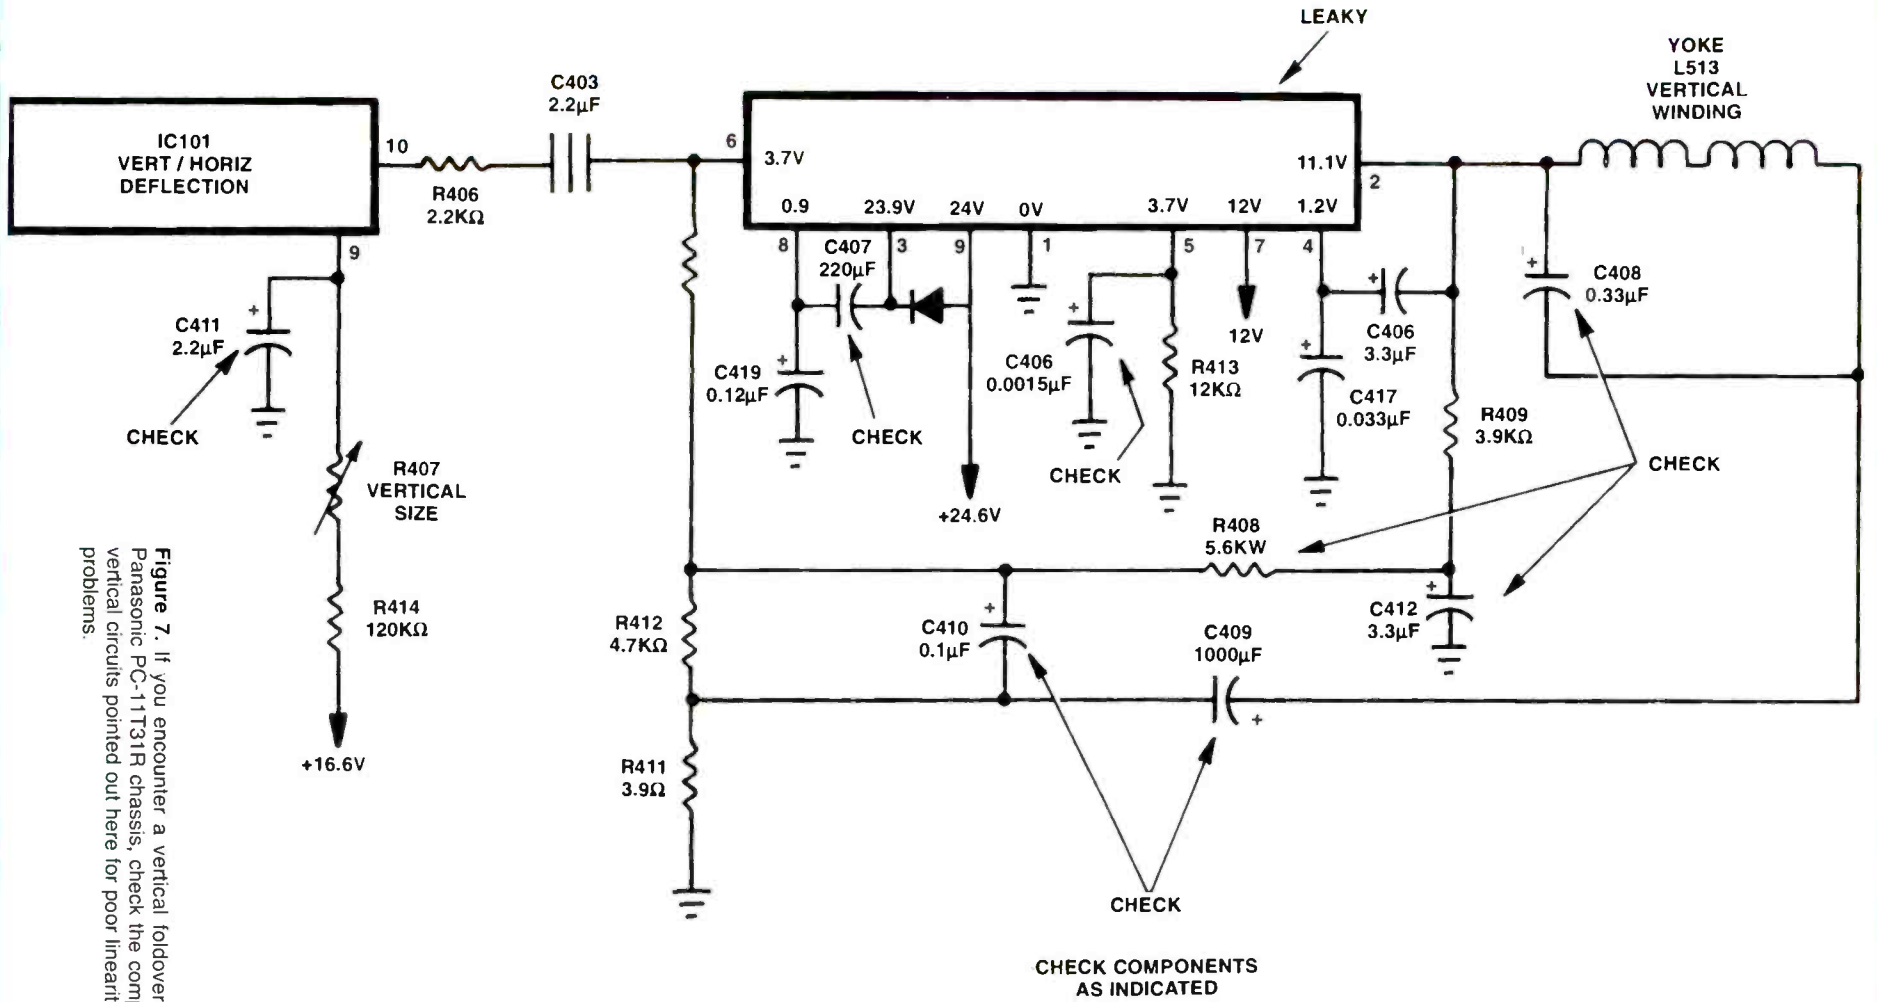 LEAKY
YOKE
L513
VERTICAL
WINDING
IC101
VERT / HORIZ
DEFLECTION
10
9
R406
2.2KΩ
C403
2.2µF
6
3.7V
11.1V
2
0.9
23.9V
24V
0V
3.7V
12V
1.2V
8
3
9
1
5
7
4
C407
220µF
+
C411
2.2µF
CHECK
+
C419
0.12µF
CHECK
+24.6V
+
C406
0.0015µF
CHECK
R413
12KΩ
12V
+
C406
3.3µF
+
C417
0.033µF
+
C408
0.33µF
R409
3.9KΩ
CHECK
R407
VERTICAL
SIZE
R414
120KΩ
+16.6V
R408
5.6KW
R412
4.7KΩ
+
C410
0.1µF
C409
1000µF
+
+
C412
3.3µF
R411
3.9Ω
CHECK
CHECK COMPONENTS
AS INDICATED
Figure 7. If you encounter a vertical foldover
Panasonic PC-11T31R chassis, check the
vertical circuits pointed out here for poor
problems.